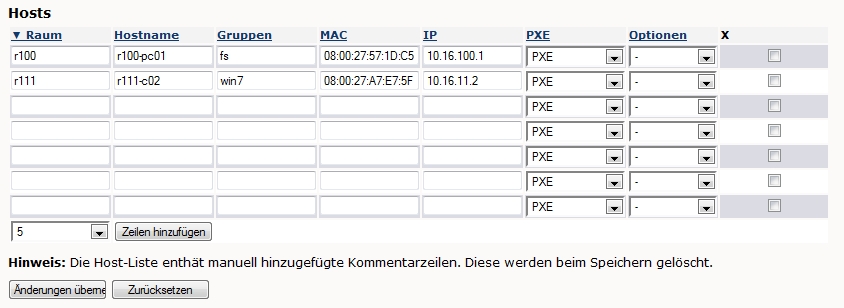 Hosts
▼ Raum Hostname Gruppen MAC IP PXE Optionen X
r100 r100-pc01 fs 08:00:27:57:1D:C5 10.16.100.1 PXE -
r111 r111-c02 win7 08:00:27:A7:E7:5F 10.16.11.2 PXE -
PXE -
PXE -
PXE -
PXE -
PXE -
5 Zeilen hinzufügen
Hinweis: Die Host-Liste enthät manuell hinzugefügte Kommentarzeilen. Diese werden beim Speichern gelöscht.
Änderungen überne Zurücksetzen